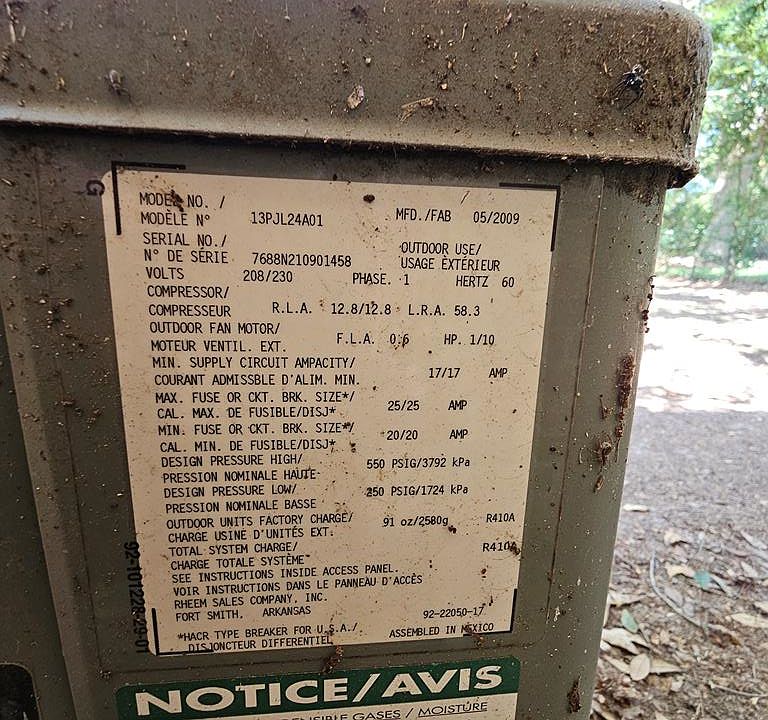 MODEL NO. /
MODÈLE N° 13PJL24A01 MFD./FAB 05/2009
SERIAL NO./ OUTDOOR USE/
N° DE SÉRIE 7688N210901458 USAGE EXTÉRIEUR
VOLTS 208/230 PHASE. 1 HERTZ 60
COMPRESSOR/
COMPRESSEUR R.L.A. 12.8/12.8 L.R.A. 58.3
OUTDOOR FAN MOTOR/
MOTEUR VENTIL. EXT. F.L.A. 0.6 HP. 1/10
MIN. SUPPLY CIRCUIT AMPACITY/
COURANT ADMISSBLE D'ALIM. MIN. 17/17 AMP
MAX. FUSE OR CKT. BRK. SIZE*/
CAL. MAX. DE FUSIBLE/DISJ* 25/25 AMP
MIN. FUSE OR CKT. BRK. SIZE*/
CAL. MIN. DE FUSIBLE/DISJ* 20/20 AMP
DESIGN PRESSURE HIGH/ 550 PSIG/3792 kPa
PRESSION NOMINALE HAUTE
DESIGN PRESSURE LOW/ 250 PSIG/1724 kPa
PRESSION NOMINALE BASSE
OUTDOOR UNITS FACTORY CHARGE/ 91 oz/2580g R410A
CHARGE USINE D'UNITÉS EXT.
TOTAL SYSTEM CHARGE/ R410A
CHARGE TOTALE SYSTEME
SEE INSTRUCTIONS INSIDE ACCESS PANEL.
VOIR INSTRUCTIONS DANS LE PANNEAU D'ACCÈS
RHEEM SALES COMPANY, INC.
FORT SMITH, ARKANSAS 92-22050-17
*HACR TYPE BREAKER FOR U.S.A./ ASSEMBLED IN MEXICO
DISJONCTEUR DIFFERENTIEL
NOTICE/AVIS
GASES / MOISTURE